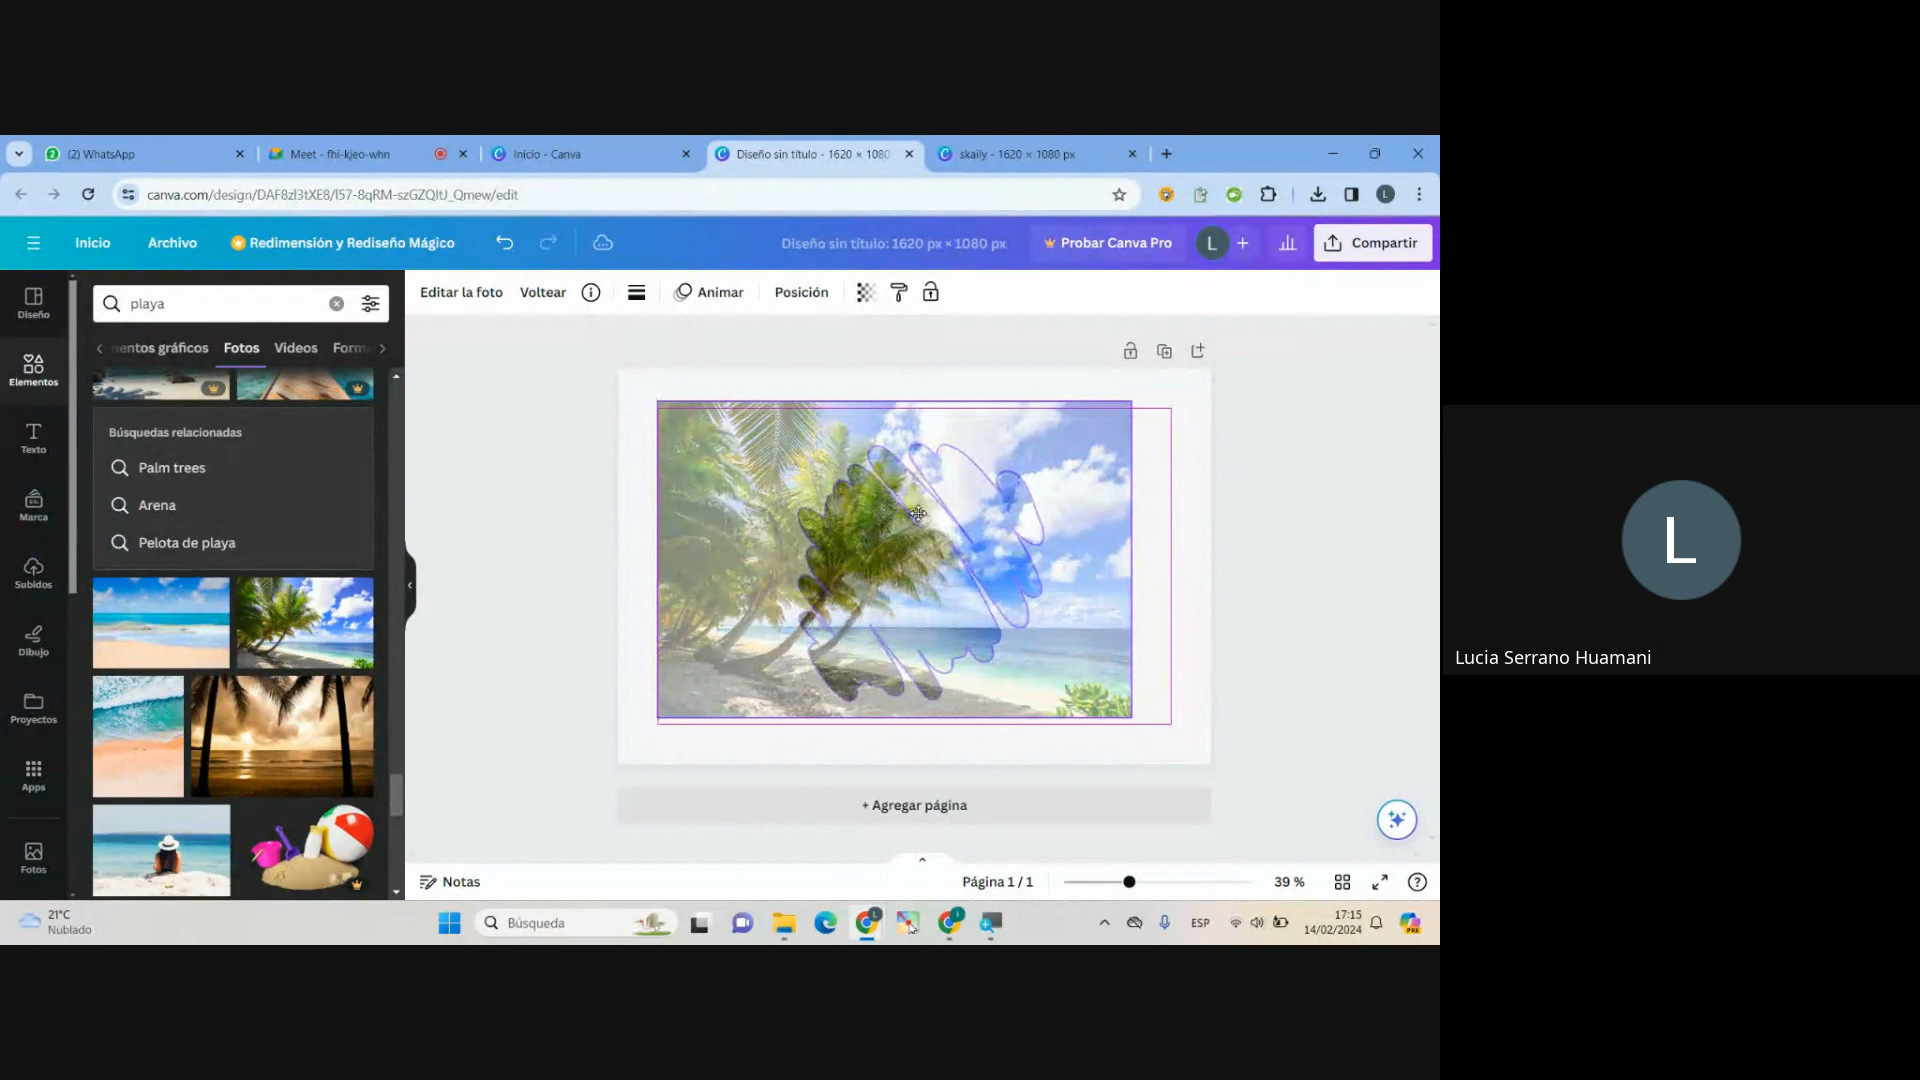 (2) WhatsApp
Meet - fhi-kjeo-whn
Inicio - Canva
Diseño sin título - 1620 × 1080
skaily - 1620 × 1080 px
canva.com/design/DAF8zl3tXE8/l57-8qRM-szGZQItJ_Qmew/edit
L
Inicio
Archivo
Redimensión y Rediseño Mágico
Diseño sin título: 1620 px × 1080 px
Probar Canva Pro
L
Compartir
Diseño
Elementos
Texto
Marca
Subidos
Dibujo
Proyectos
Apps
Fotos
playa
entos gráficos
Fotos
Videos
Form
Búsquedas relacionadas
Palm trees
Arena
Pelota de playa
Editar la foto
Voltear
Animar
Posición
+ Agregar página
Notas
Página 1 / 1
39 %
21°C
Nublado
Búsqueda
ESP
17:15
14/02/2024
PRE
L
Lucia Serrano Huamani